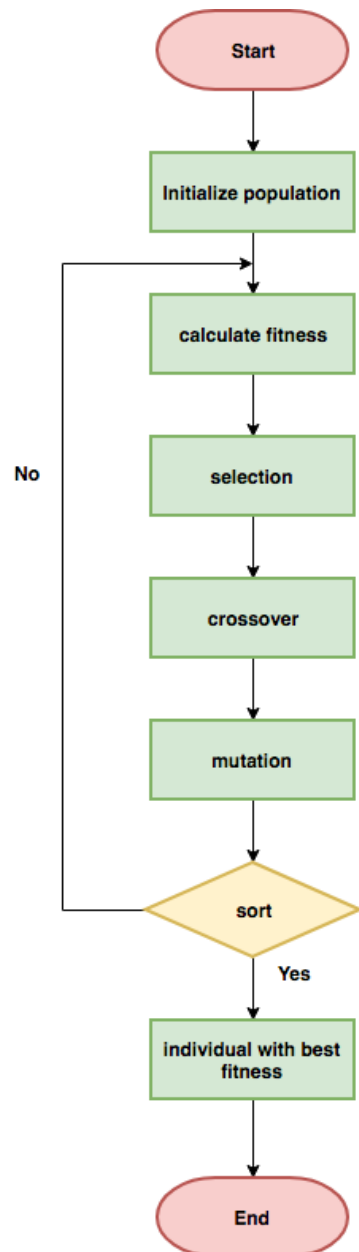 Start
Initialize population
calculate fitness
No
selection
crossover
mutation
sort
Yes
individual with best
fitness
End